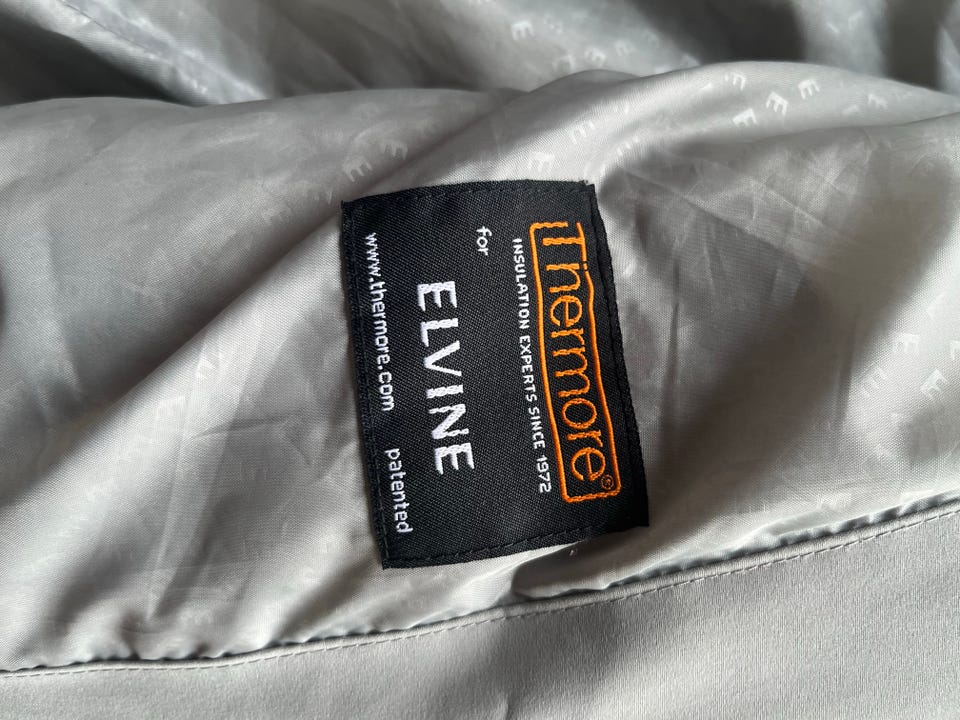 Thermore®
INSULATION EXPERTS SINCE 1972
for
ELVINE
www.thermore.com patented